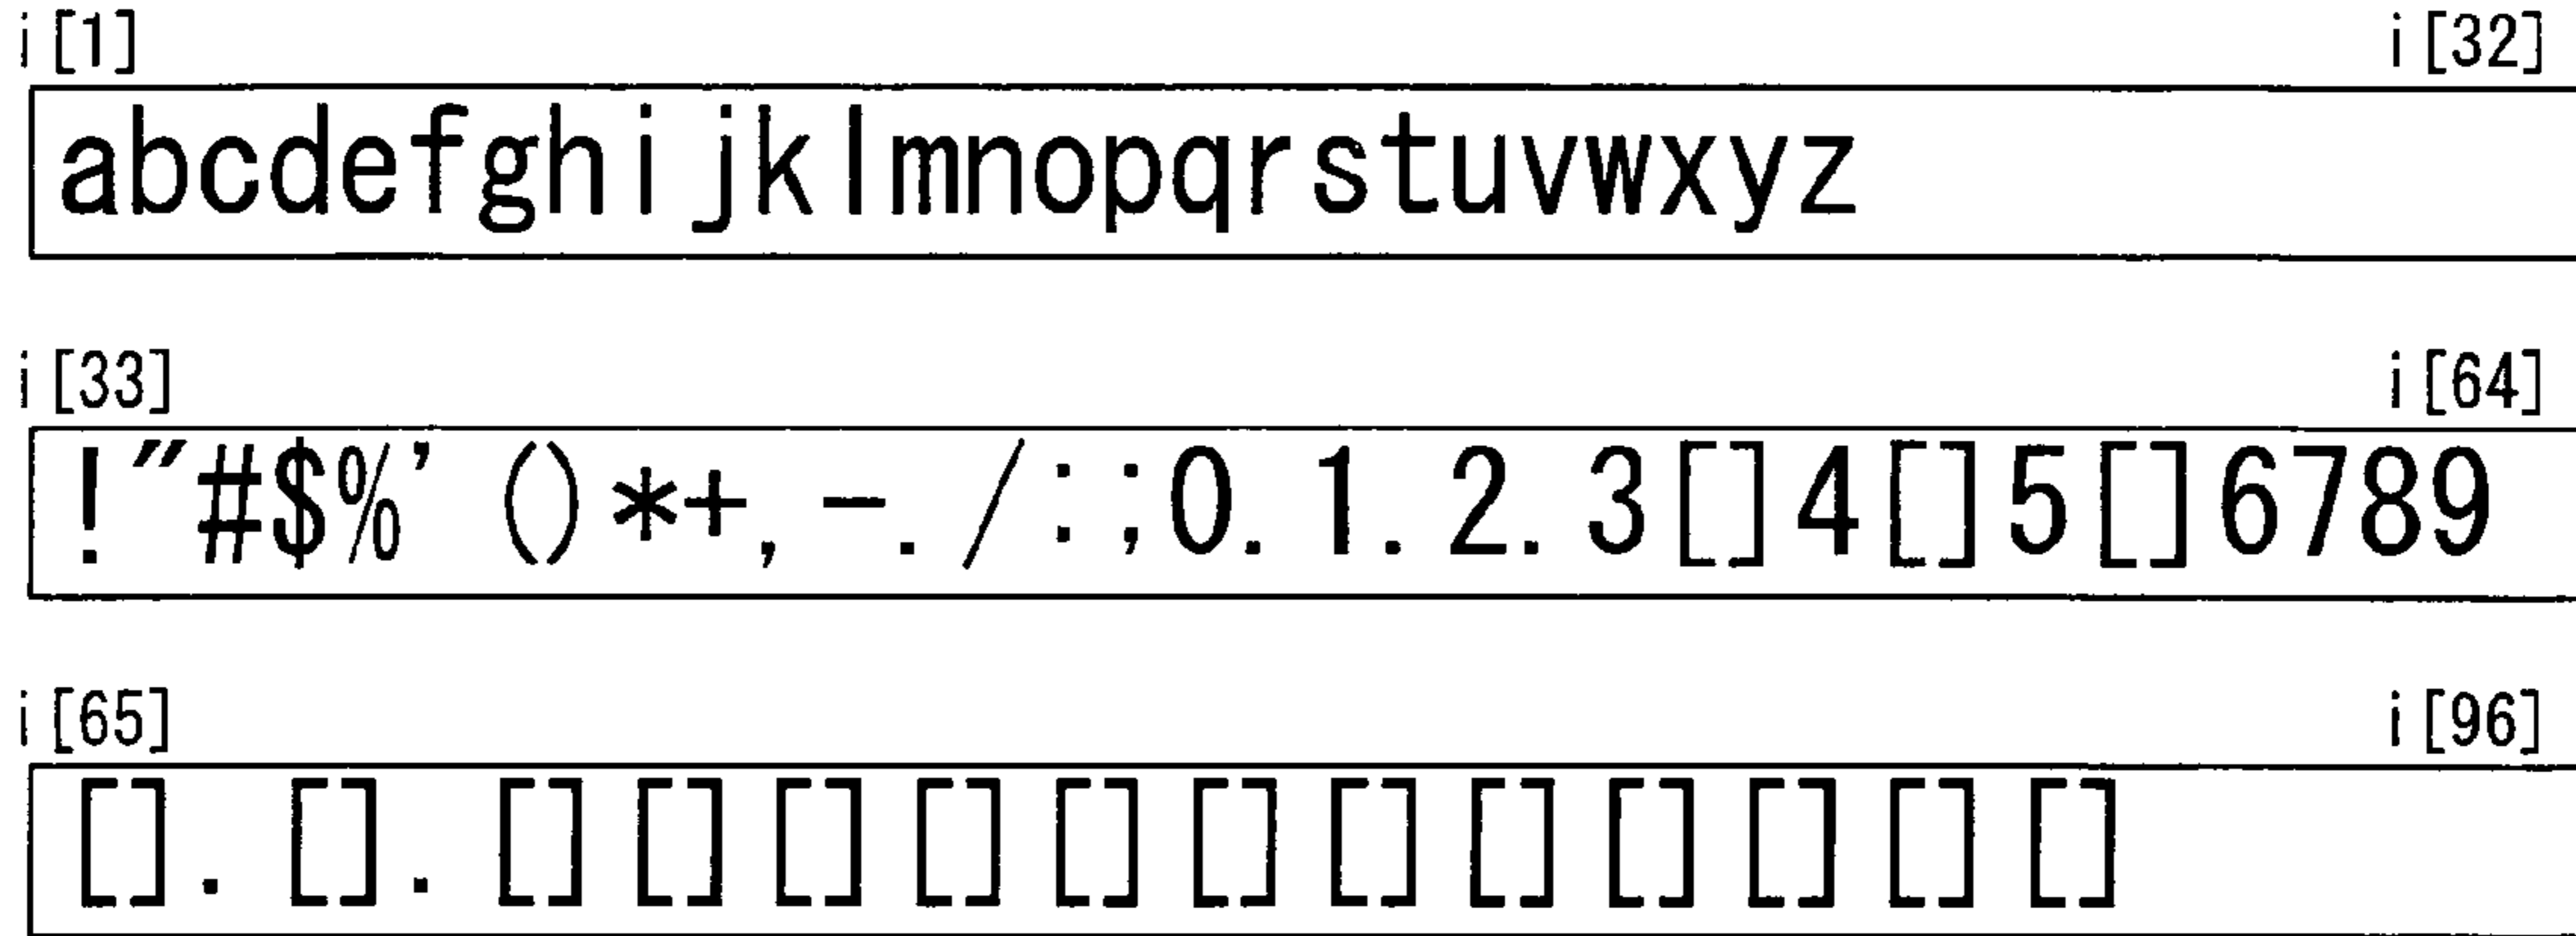 i [1] i [32]
abcdefghijklmnopqrstuvwxyz
i [33] i [64]
!"#$%' ()*+,-./:;0.1.2.3[]4[]5[]6789
i [65] i [96]
[].[].[][][][][][][][][][][][]